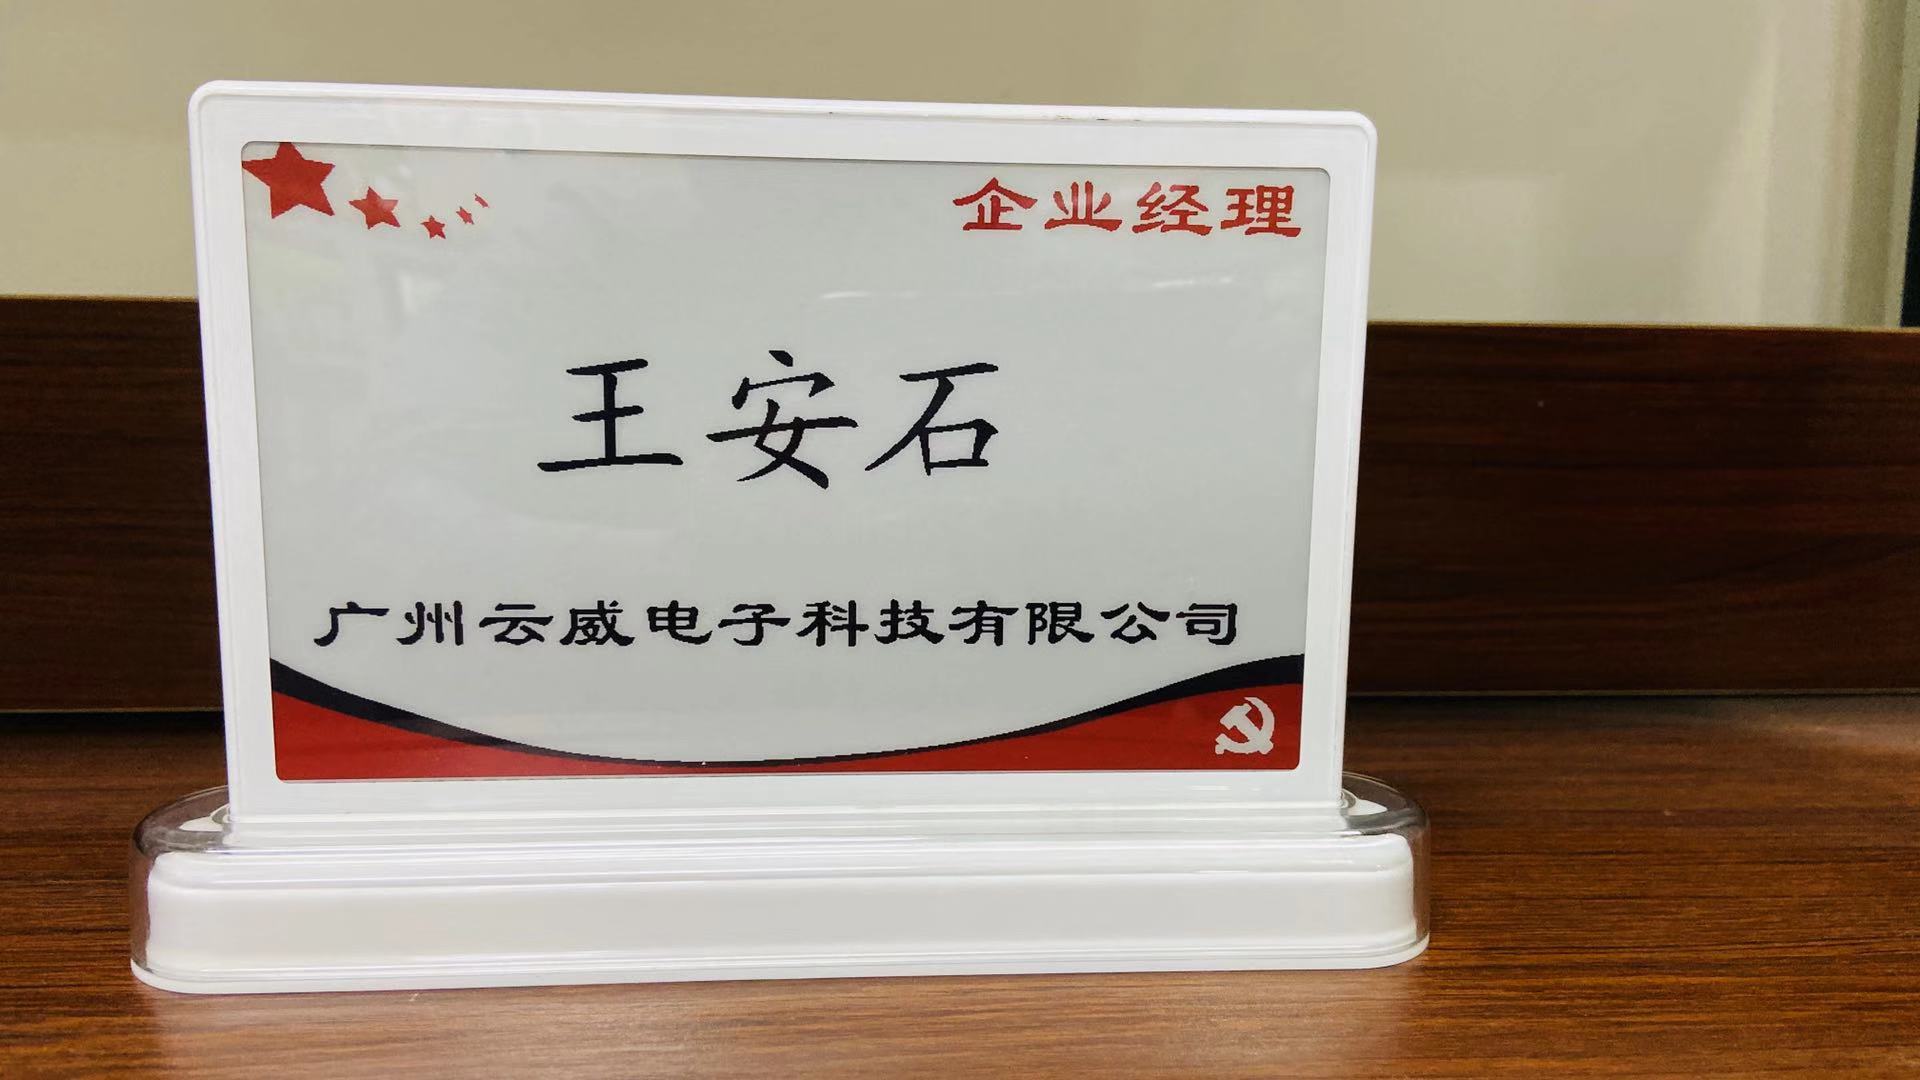 企业经理
王安石
广州云威电子科技有限公司